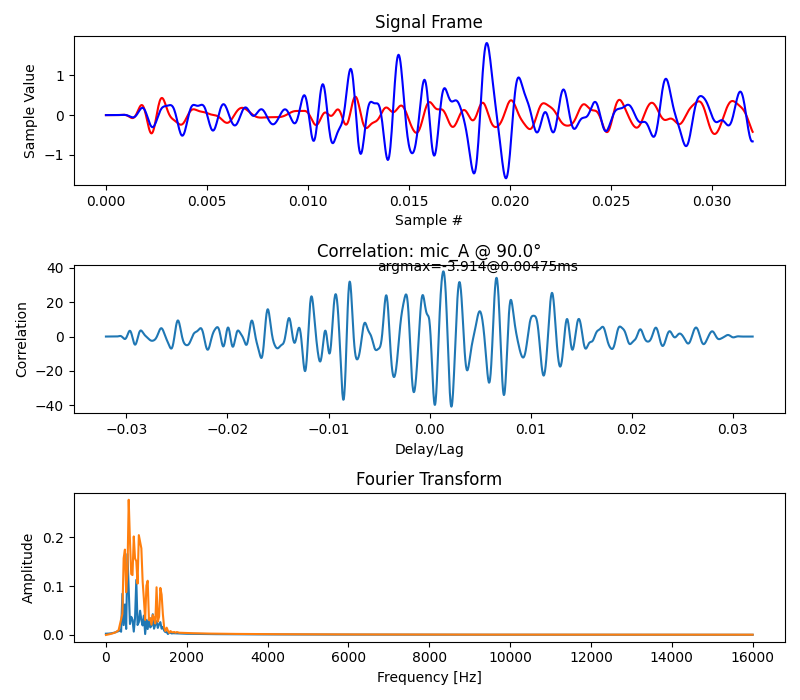 Signal Frame
Sample Value
1
0
−1
0.000 0.005 0.010 0.015 0.020 0.025 0.030
Sample #
Correlation: mic_A @ 90.0°
argmax=-3.914@0.00475ms
Correlation
40
20
0
−20
−40
−0.03 −0.02 −0.01 0.00 0.01 0.02 0.03
Delay/Lag
Fourier Transform
Amplitude
0.2
0.1
0.0
0 2000 4000 6000 8000 10000 12000 14000 16000
Frequency [Hz]